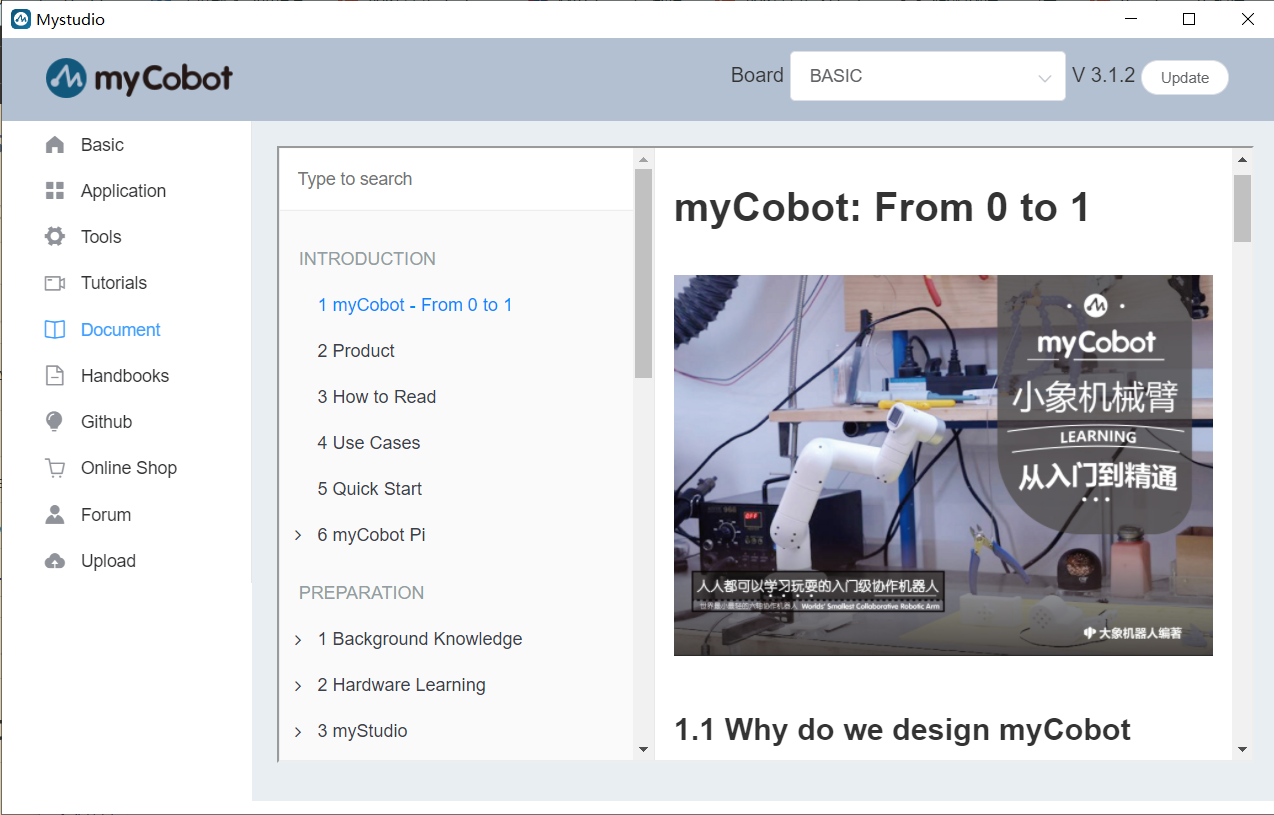 Mystudio
myCobot
Board BASIC V 3.1.2 Update
Basic
Application
Tools
Tutorials
Document
Handbooks
Github
Online Shop
Forum
Upload
Type to search
INTRODUCTION
1 myCobot - From 0 to 1
2 Product
3 How to Read
4 Use Cases
5 Quick Start
6 myCobot Pi
PREPARATION
1 Background Knowledge
2 Hardware Learning
3 myStudio
myCobot: From 0 to 1
myCobot
小象机械臂
LEARNING
从入门到精通
人人都可以学习玩耍的入门级协作机器人
世界最小最轻的六轴协作机器人 Worlds' Smallest Collaborative Robotic Arm
大象机器人编著
1.1 Why do we design myCobot